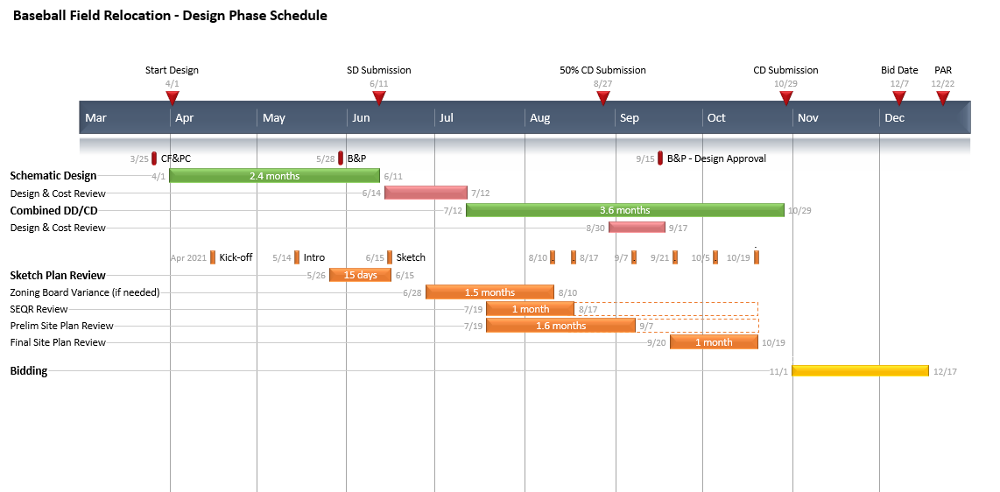 Baseball Field Relocation - Design Phase Schedule
Start Design SD Submission 50% CD Submission CD Submission Bid Date PAR
4/1 6/11 8/27 10/29 12/7 12/22
Mar Apr May Jun Jul Aug Sep Oct Nov Dec
3/25 CF&PC 5/28 B&P 9/15 B&P - Design Approval
Schematic Design 4/1 2.4 months 6/11
Design & Cost Review 6/14 7/12
Combined DD/CD 7/12 3.6 months 10/29
Design & Cost Review 8/30 9/17
Apr 2021 Kick-off 5/14 Intro 6/15 Sketch 8/10 . . 8/17 9/7 . 9/21 . 10/5 . 10/19 .
Sketch Plan Review 5/26 15 days 6/15
Zoning Board Variance (if needed) 6/28 1.5 months 8/10
SEQR Review 7/19 1 month 8/17
Prelim Site Plan Review 7/19 1.6 months 9/7
Final Site Plan Review 9/20 1 month 10/19
Bidding 11/1 12/17